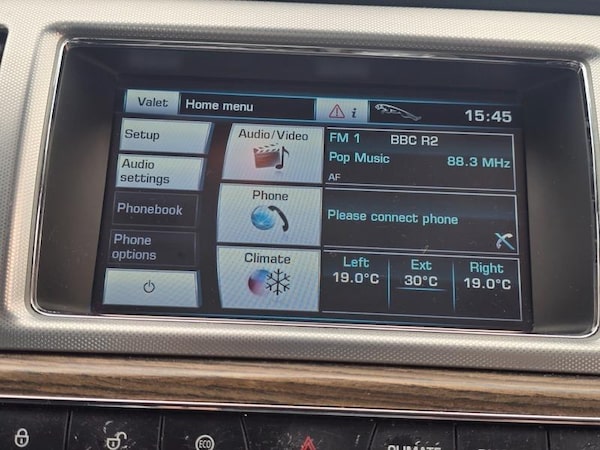 Valet
Home menu
i
15:45
Setup
Audio settings
Phonebook
Phone options
Audio/Video
Phone
Climate
FM 1 BBC R2
Pop Music 88.3 MHz
AF
Please connect phone
Left Ext Right
19.0°C 30°C 19.0°C
ECO
CLIMATE